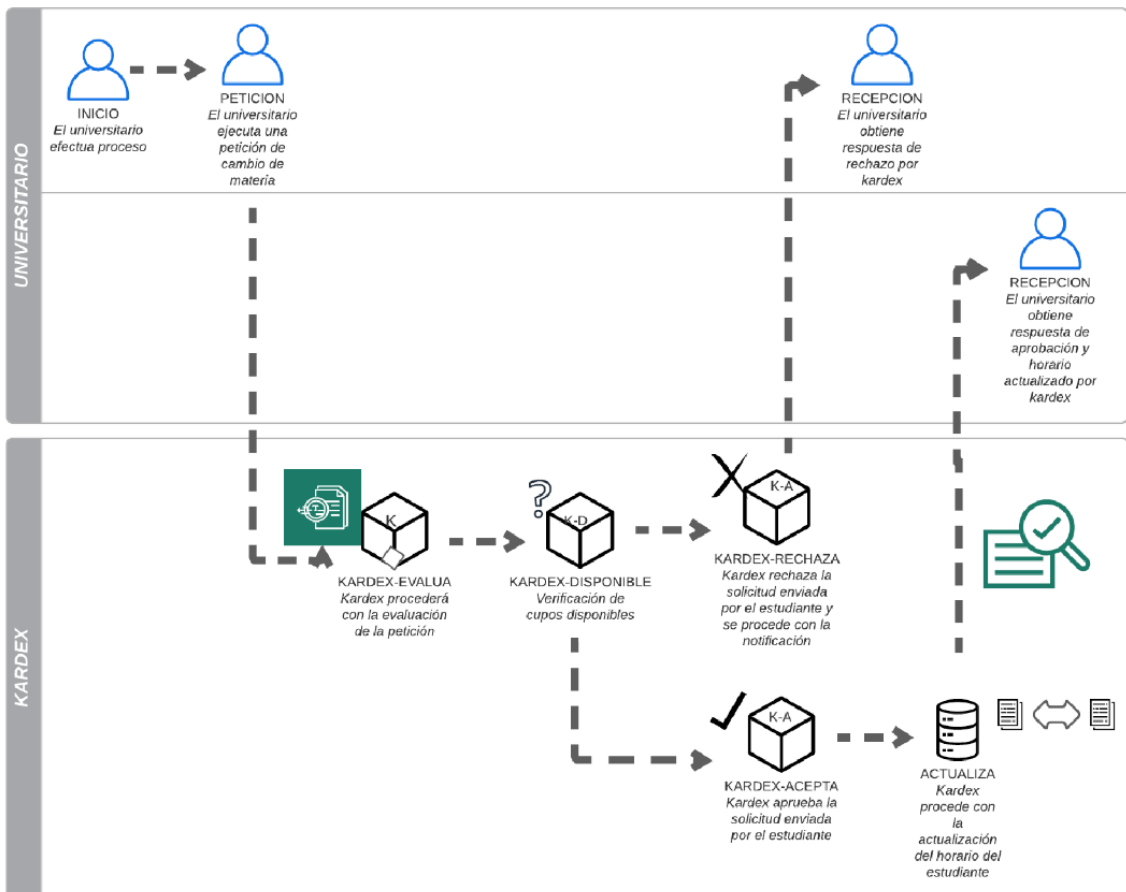 UNIVERSITARIO
INICIO
El universitario
efectua proceso
PETICION
El universitario
ejecuta una
petición de
cambio de
matería
RECEPCION
El universitario
obtiene
respuesta de
rechazo por
kardex
RECEPCION
El universitario
obtiene
respuesta de
aprobación y
horario
actualizado por
kardex
KARDEX
K
KARDEX-EVALUA
Kardex procederá
con la evaluación
de la petición
?
K-D
KARDEX-DISPONIBLE
Verificación de
cupos disponibles
K-A
KARDEX-RECHAZA
Kardex rechaza la
solicitud enviada
por el estudiante y
se procede con la
notificación
K-A
KARDEX-ACEPTA
Kardex aprueba la
solicitud enviada
por el estudiante
ACTUALIZA
Kardex
procede con
la
actualización
del horario del
estudiante